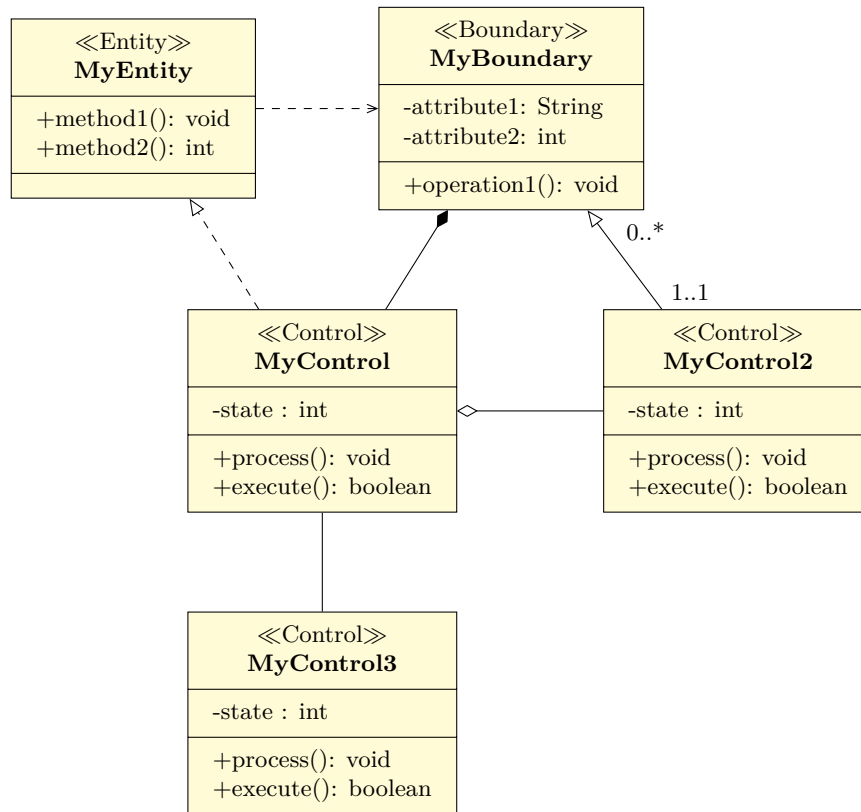 ≪Entity≫
MyEntity
+method1(): void
+method2(): int
≪Boundary≫
MyBoundary
-attribute1: String
-attribute2: int
+operation1(): void
0..*
1..1
≪Control≫
MyControl
-state : int
+process(): void
+execute(): boolean
≪Control≫
MyControl2
-state : int
+process(): void
+execute(): boolean
≪Control≫
MyControl3
-state : int
+process(): void
+execute(): boolean